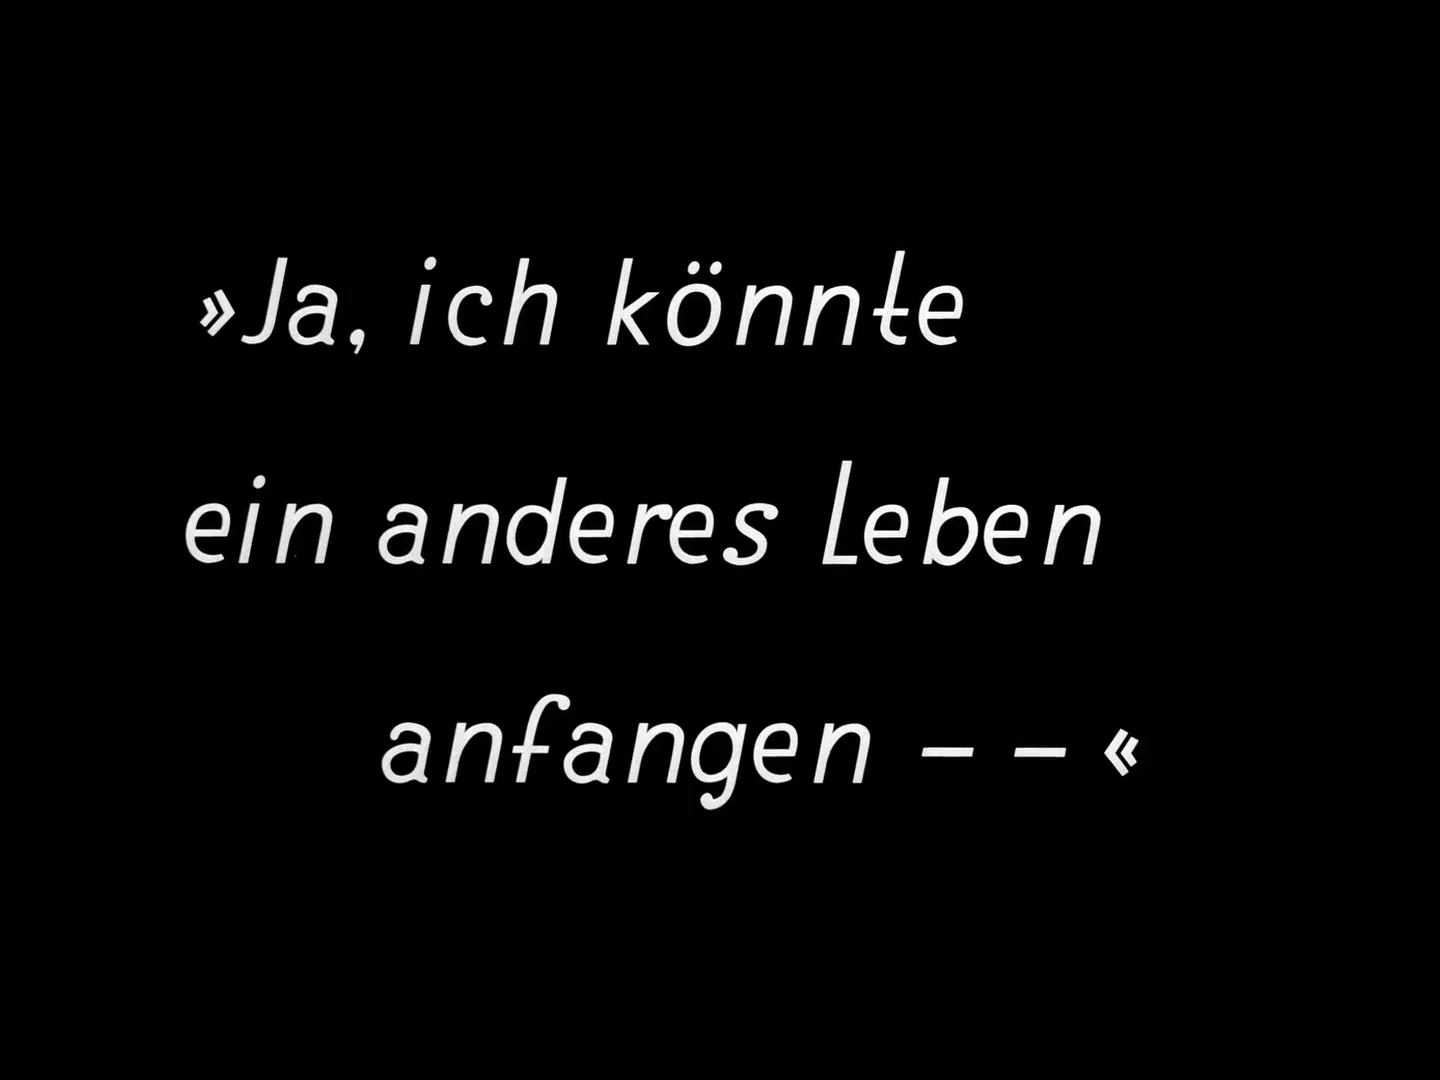 »Ja, ich könnte
ein anderes Leben
anfangen – – «